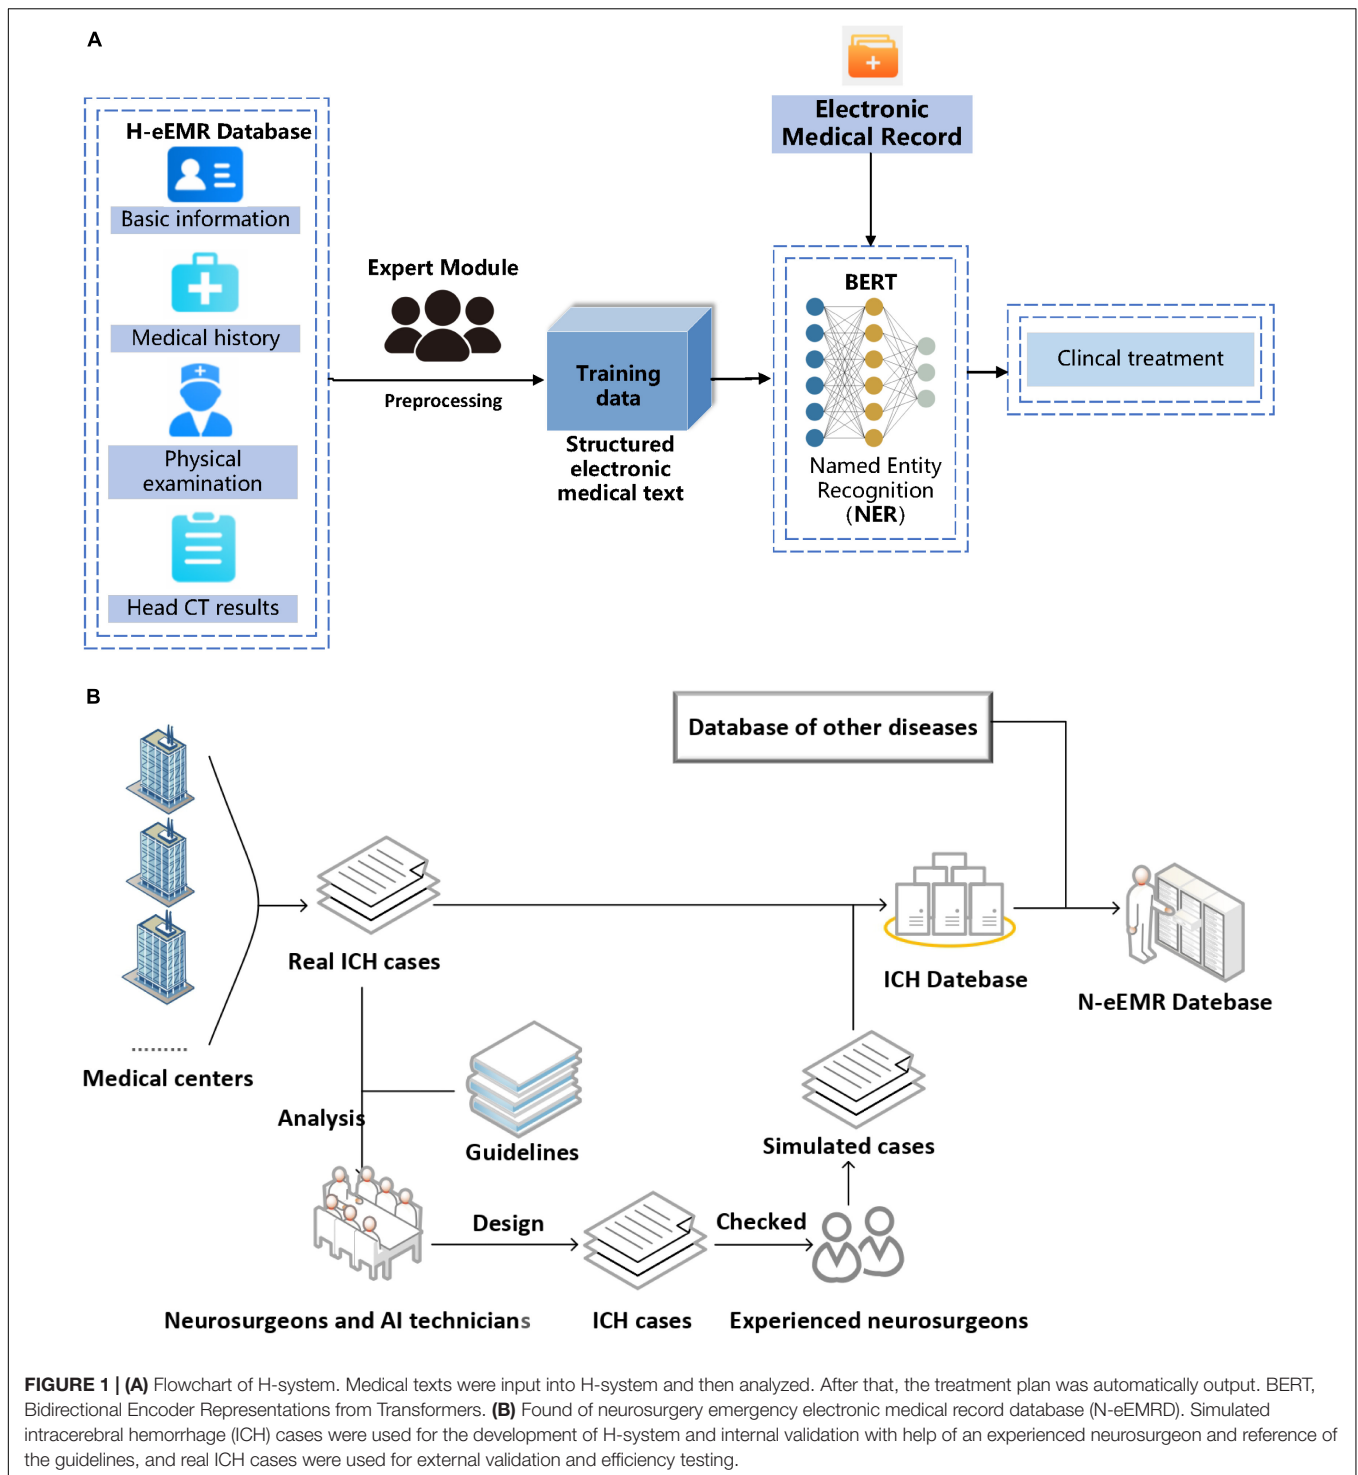 A
H-eEMR Database
Basic information
Medical history
Physical
examination
Head CT results
Expert Module
Preprocessing
Training
data
Structured
electronic
medical text
Electronic
Medical Record
BERT
Named Entity
Recognition
(NER)
Clincal treatment
B
Medical centers
Real ICH cases
Database of other diseases
ICH Datebase
N-eEMR Datebase
Analysis
Guidelines
Simulated cases
Design
Checked
Neurosurgeons and AI technicians
ICH cases
Experienced neurosurgeons
FIGURE 1 | (A) Flowchart of H-system. Medical texts were input into H-system and then analyzed. After that, the treatment plan was automatically output. BERT,
Bidirectional Encoder Representations from Transformers. (B) Found of neurosurgery emergency electronic medical record database (N-eEMRD). Simulated
intracerebral hemorrhage (ICH) cases were used for the development of H-system and internal validation with help of an experienced neurosurgeon and reference of
the guidelines, and real ICH cases were used for external validation and efficiency testing.